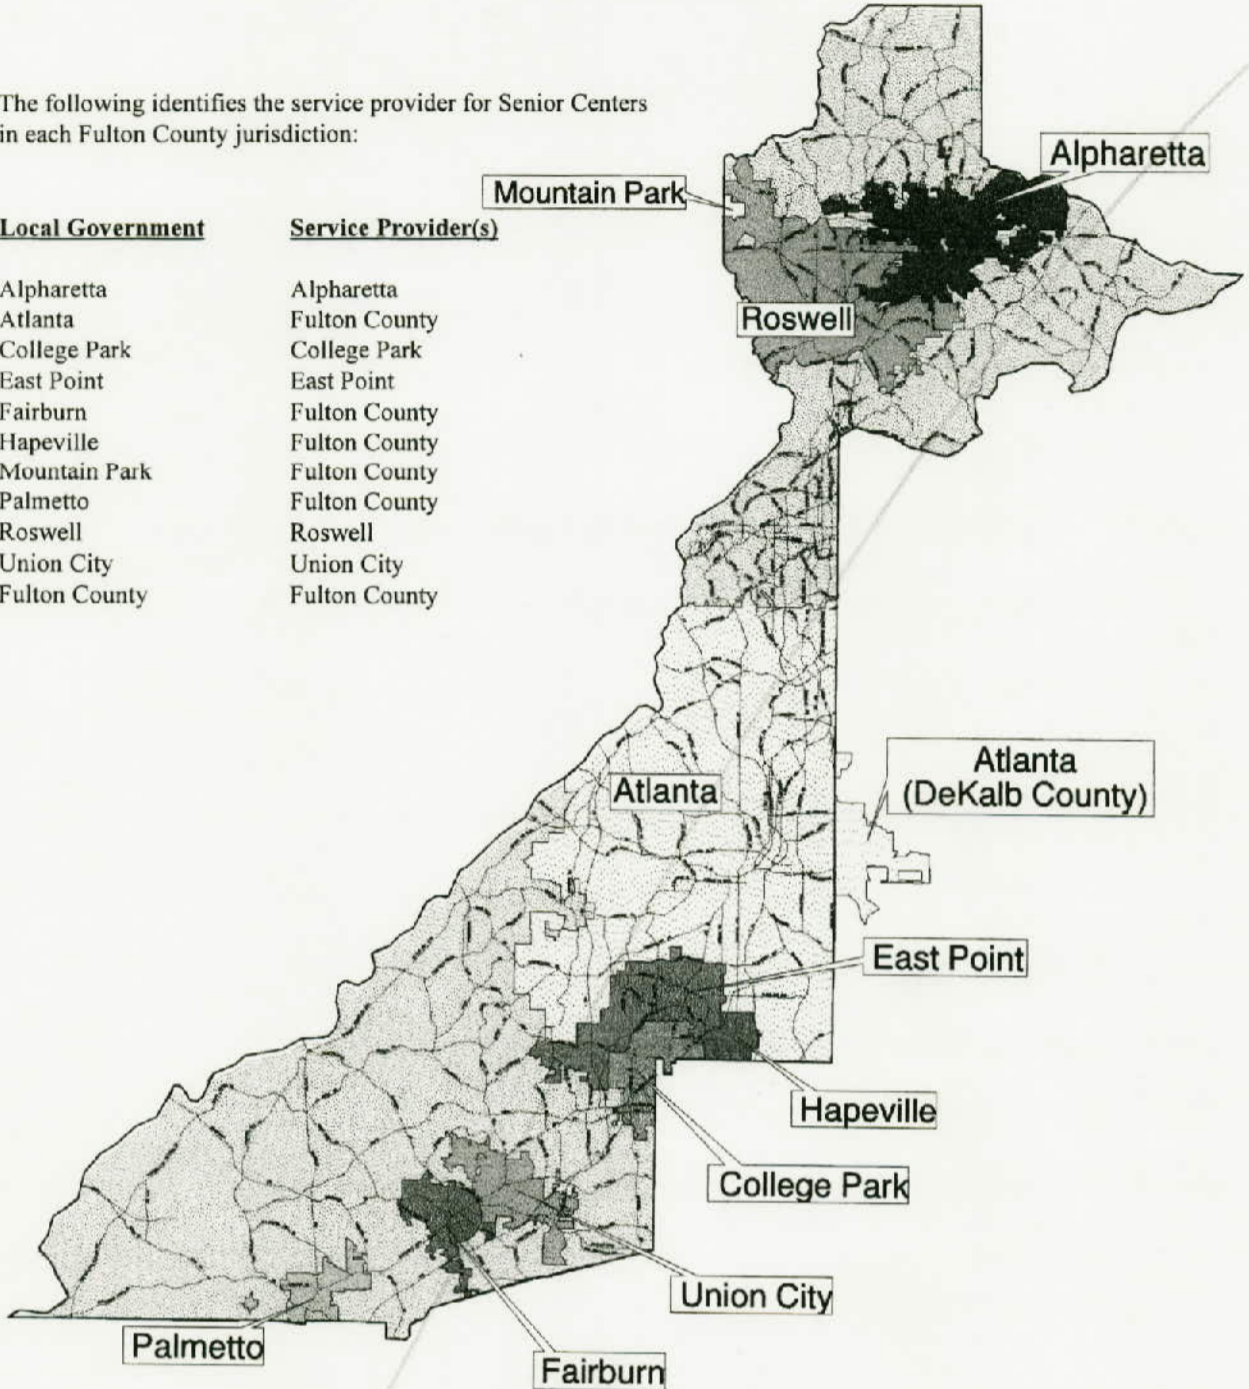 The following identifies the service provider for Senior Centers
in each Fulton County jurisdiction:
Local Government Service Provider(s)
Alpharetta Alpharetta
Atlanta Fulton County
College Park College Park
East Point East Point
Fairburn Fulton County
Hapeville Fulton County
Mountain Park Fulton County
Palmetto Fulton County
Roswell Roswell
Union City Union City
Fulton County Fulton County
Alpharetta
Mountain Park
Roswell
Atlanta
Atlanta
(DeKalb County)
East Point
Hapeville
College Park
Union City
Palmetto
Fairburn